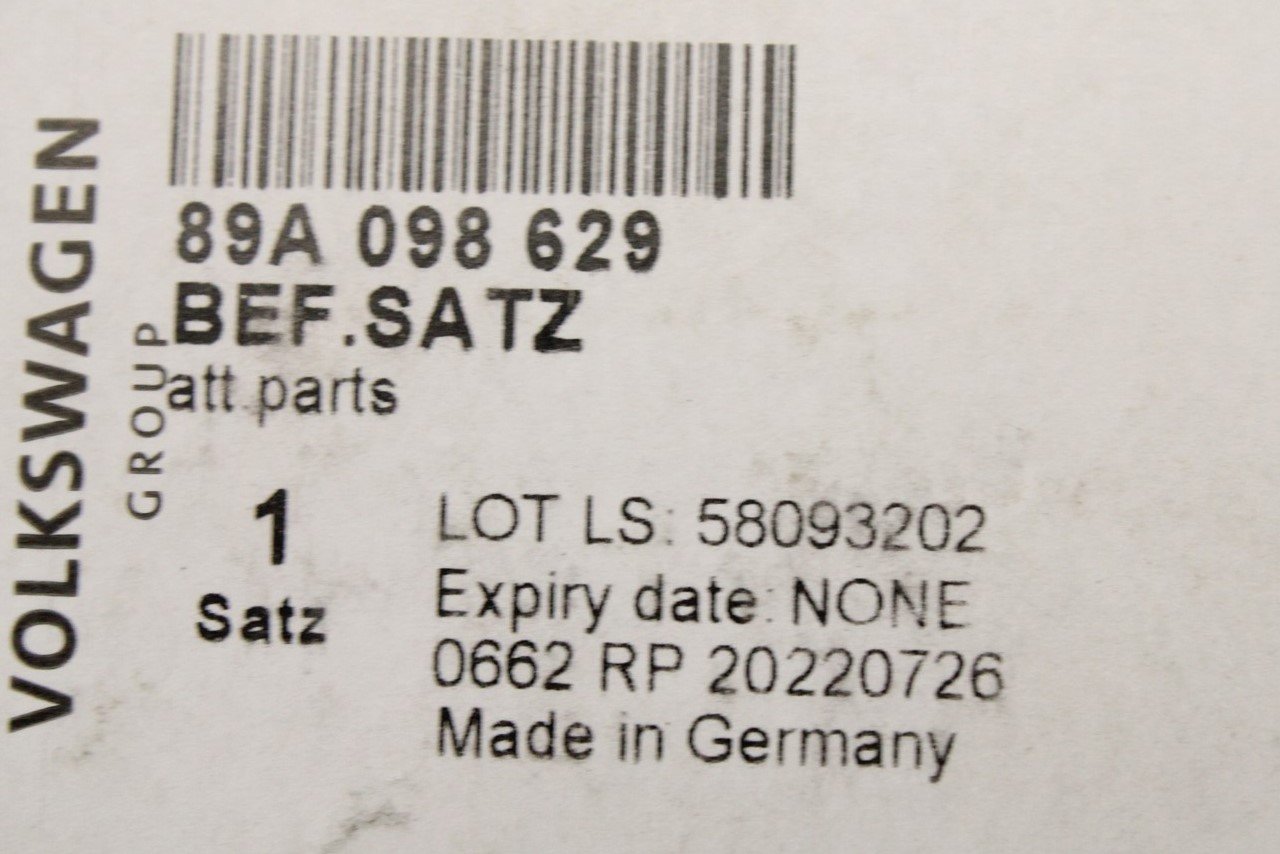 VOLKSWAGEN
GROUP
89A 098 629
BEF.SATZ
att.parts
1
Satz
LOT LS: 58093202
Expiry date: NONE
0662 RP 20220726
Made in Germany